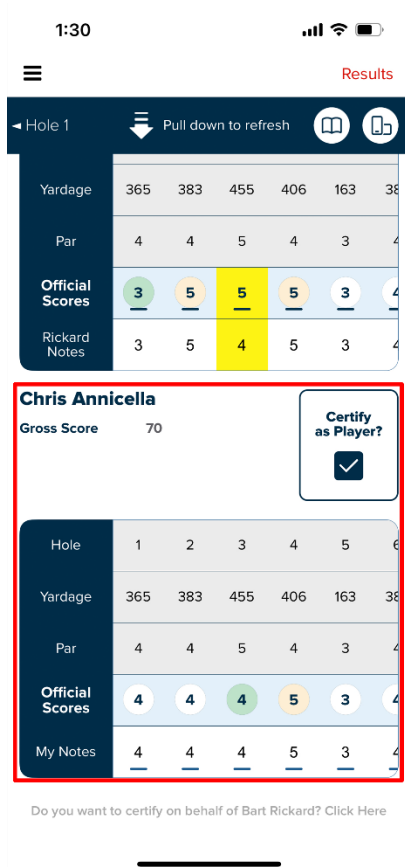 1:30
Results
◄ Hole 1 Pull down to refresh
Yardage 365 383 455 406 163
Par 4 4 5 4 3
Official Scores 3 5 5 5 3
Rickard Notes 3 5 4 5 3
Chris Annicella
Gross Score 70
Certify
as Player?
Hole 1 2 3 4 5
Yardage 365 383 455 406 163
Par 4 4 5 4 3
Official Scores 4 4 4 5 3
My Notes 4 4 4 5 3
Do you want to certify on behalf of Bart Rickard? Click Here